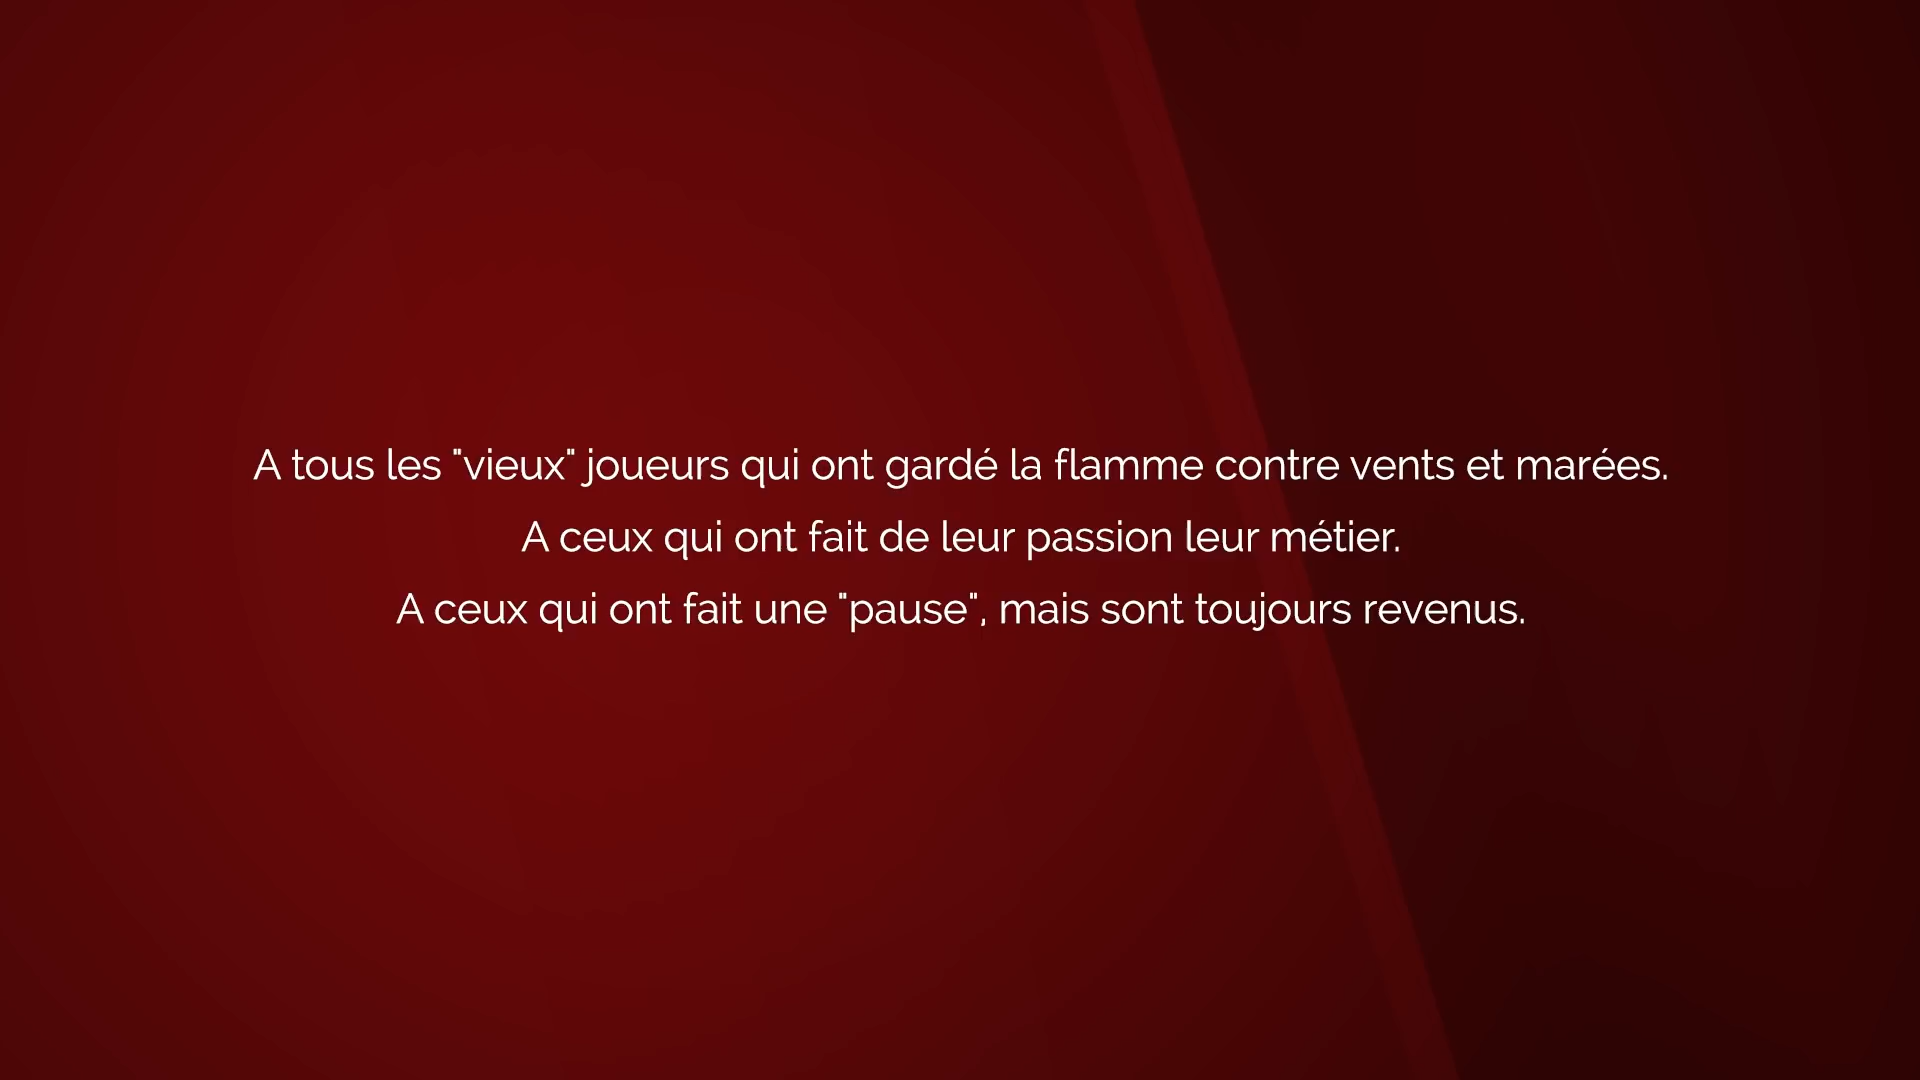 A tous les "vieux" joueurs qui ont gardé la flamme contre vents et marées.
A ceux qui ont fait de leur passion leur métier.
A ceux qui ont fait une "pause", mais sont toujours revenus.